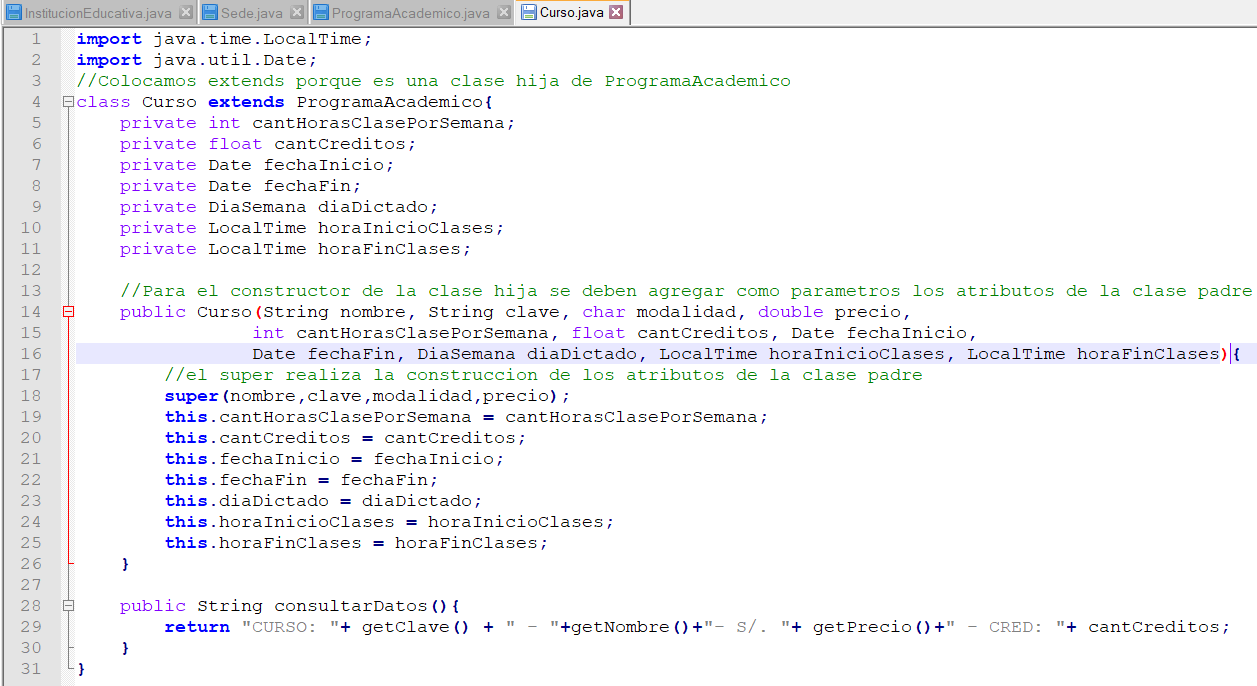 InstitucionEducativa.java Sede.java ProgramaAcademico.java Curso.java
1 import java.time.LocalTime;
2 import java.util.Date;
3 //Colocamos extends porque es una clase hija de ProgramaAcademico
4 class Curso extends ProgramaAcademico{
5 private int cantHorasClasePorSemana;
6 private float cantCreditos;
7 private Date fechaInicio;
8 private Date fechaFin;
9 private DiaSemana diaDictado;
10 private LocalTime horaInicioClases;
11 private LocalTime horaFinClases;
12
13 //Para el constructor de la clase hija se deben agregar como parametros los atributos de la clase padre
14 public Curso(String nombre, String clave, char modalidad, double precio,
15 int cantHorasClasePorSemana, float cantCreditos, Date fechaInicio,
16 Date fechaFin, DiaSemana diaDictado, LocalTime horaInicioClases, LocalTime horaFinClases){
17 //el super realiza la construccion de los atributos de la clase padre
18 super(nombre,clave,modalidad,precio);
19 this.cantHorasClasePorSemana = cantHorasClasePorSemana;
20 this.cantCreditos = cantCreditos;
21 this.fechaInicio = fechaInicio;
22 this.fechaFin = fechaFin;
23 this.diaDictado = diaDictado;
24 this.horaInicioClases = horaInicioClases;
25 this.horaFinClases = horaFinClases;
26 }
27
28 public String consultarDatos(){
29 return "CURSO: "+ getClave() + " - "+getNombre()+"- S/. "+ getPrecio()+" - CRED: "+ cantCreditos;
30 }
31 }